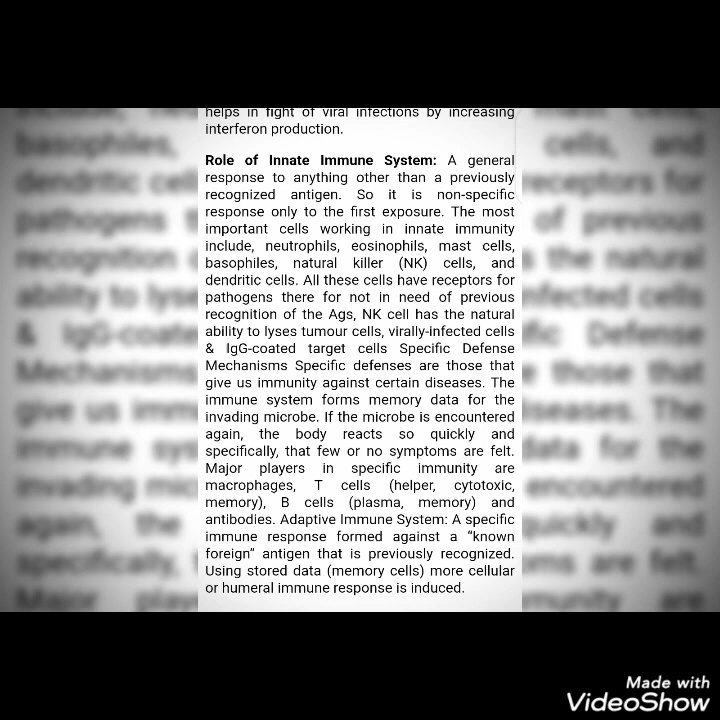 helps in fight of viral infections by increasing
interferon production.
Role of Innate Immune System: A general
response to anything other than a previously
recognized antigen. So it is non-specific
response only to the first exposure. The most
important cells working in innate immunity
include, neutrophils, eosinophils, mast cells,
basophiles, natural killer (NK) cells, and
dendritic cells. All these cells have receptors for
pathogens there for not in need of previous
recognition of the Ags, NK cell has the natural
ability to lyses tumour cells, virally-infected cells
& IgG-coated target cells Specific Defense
Mechanisms Specific defenses are those that
give us immunity against certain diseases. The
immune system forms memory data for the
invading microbe. If the microbe is encountered
again, the body reacts so quickly and
specifically, that few or no symptoms are felt.
Major players in specific immunity are
macrophages, T cells (helper, cytotoxic,
memory), B cells (plasma, memory) and
antibodies. Adaptive Immune System: A specific
immune response formed against a “known
foreign” antigen that is previously recognized.
Using stored data (memory cells) more cellular
or humeral immune response is induced.
Made with
VideoShow